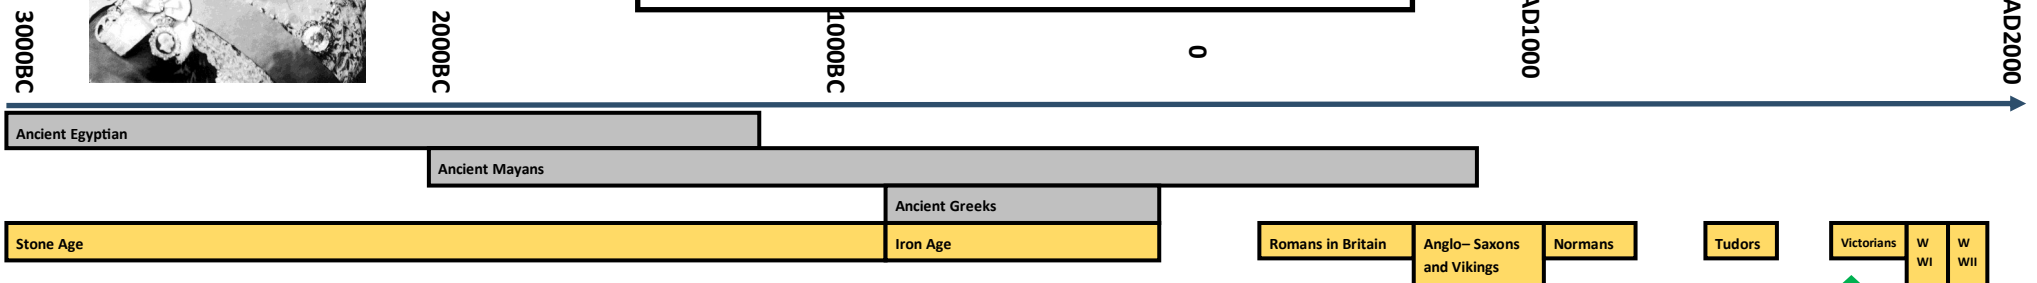 3000BC
2000BC
1000BC
0
AD1000
AD2000
Ancient Egyptian
Ancient Mayans
Ancient Greeks
Stone Age
Iron Age
Romans in Britain
Anglo– Saxons
and Vikings
Normans
Tudors
Victorians
W
WI
W
WII